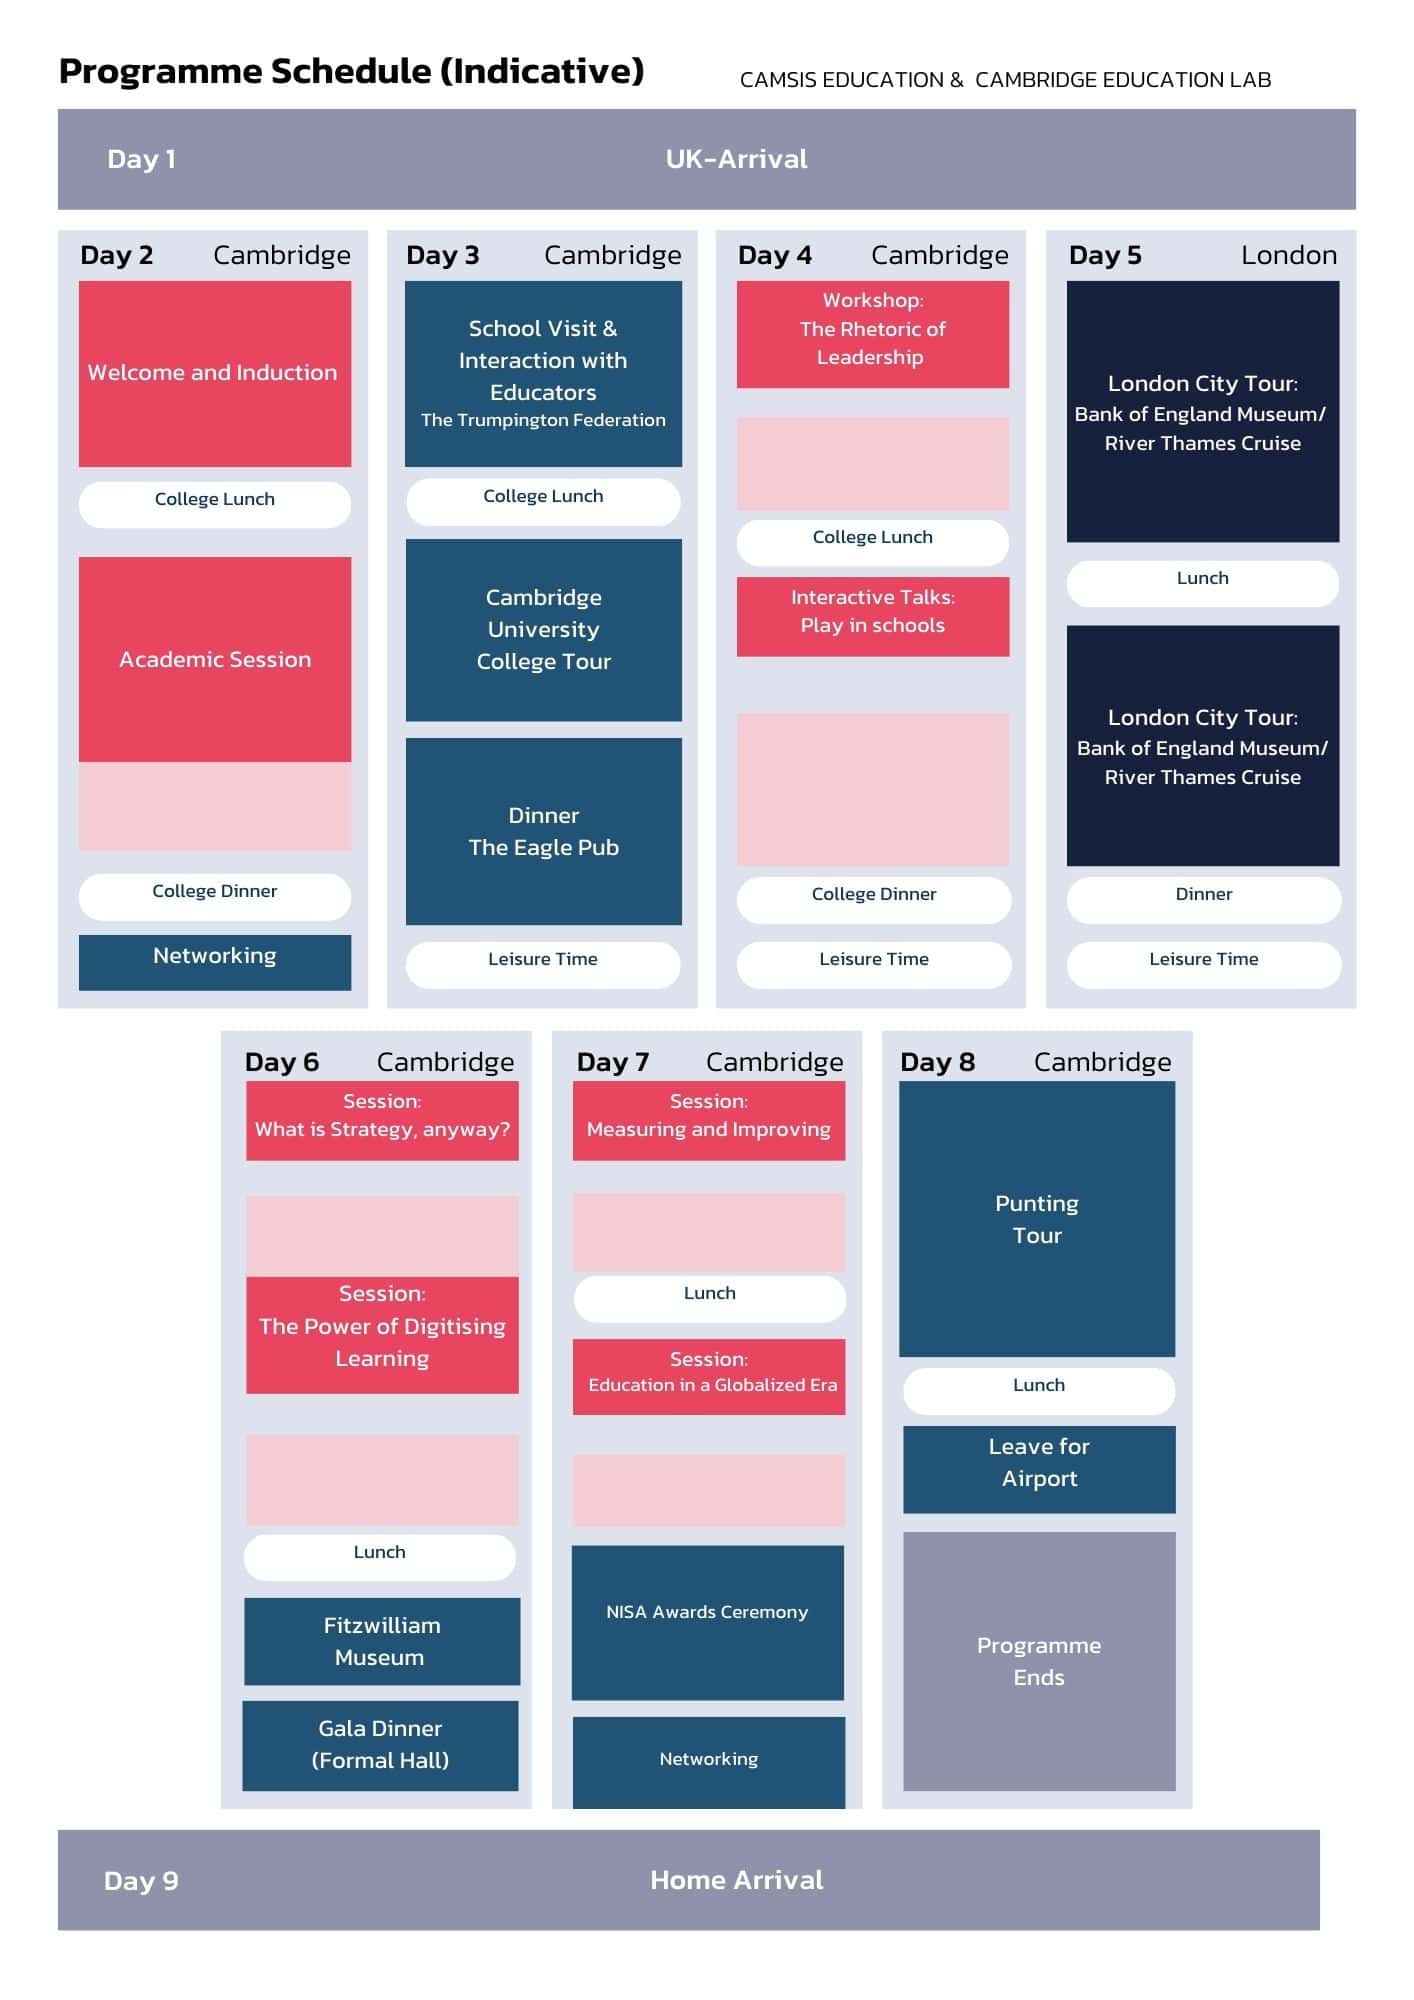 Programme Schedule (Indicative)
CAMSIS EDUCATION & CAMBRIDGE EDUCATION LAB
Day 1
UK-Arrival
Day 2
Cambridge
Welcome and Induction
College Lunch
Academic Session
College Dinner
Networking
Day 3
Cambridge
School Visit &
Interaction with
Educators
The Trumpington Federation
College Lunch
Cambridge
University
College Tour
Dinner
The Eagle Pub
Leisure Time
Day 4
Cambridge
Workshop:
The Rhetoric of
Leadership
College Lunch
Interactive Talks:
Play in schools
College Dinner
Leisure Time
Day 5
London
London City Tour:
Bank of England Museum/
River Thames Cruise
Lunch
London City Tour:
Bank of England Museum/
River Thames Cruise
Dinner
Leisure Time
Day 6
Cambridge
Session:
What is Strategy, anyway?
Session:
The Power of Digitising
Learning
Lunch
Fitzwilliam
Museum
Gala Dinner
(Formal Hall)
Day 7
Cambridge
Session:
Measuring and Improving
Lunch
Session:
Education in a Globalized Era
NISA Awards Ceremony
Networking
Day 8
Cambridge
Punting
Tour
Lunch
Leave for
Airport
Programme
Ends
Day 9
Home Arrival